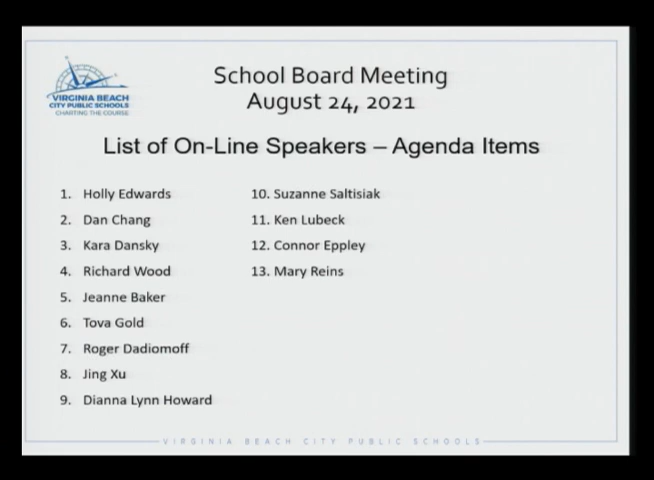 VIRGINIA BEACH
CITY PUBLIC SCHOOLS
CHARTING THE COURSE
School Board Meeting
August 24, 2021
List of On-Line Speakers – Agenda Items
1. Holly Edwards
2. Dan Chang
3. Kara Dansky
4. Richard Wood
5. Jeanne Baker
6. Tova Gold
7. Roger Dadiomoff
8. Jing Xu
9. Dianna Lynn Howard
10. Suzanne Saltisiak
11. Ken Lubeck
12. Connor Eppley
13. Mary Reins
VIRGINIA BEACH CITY PUBLIC SCHOOLS